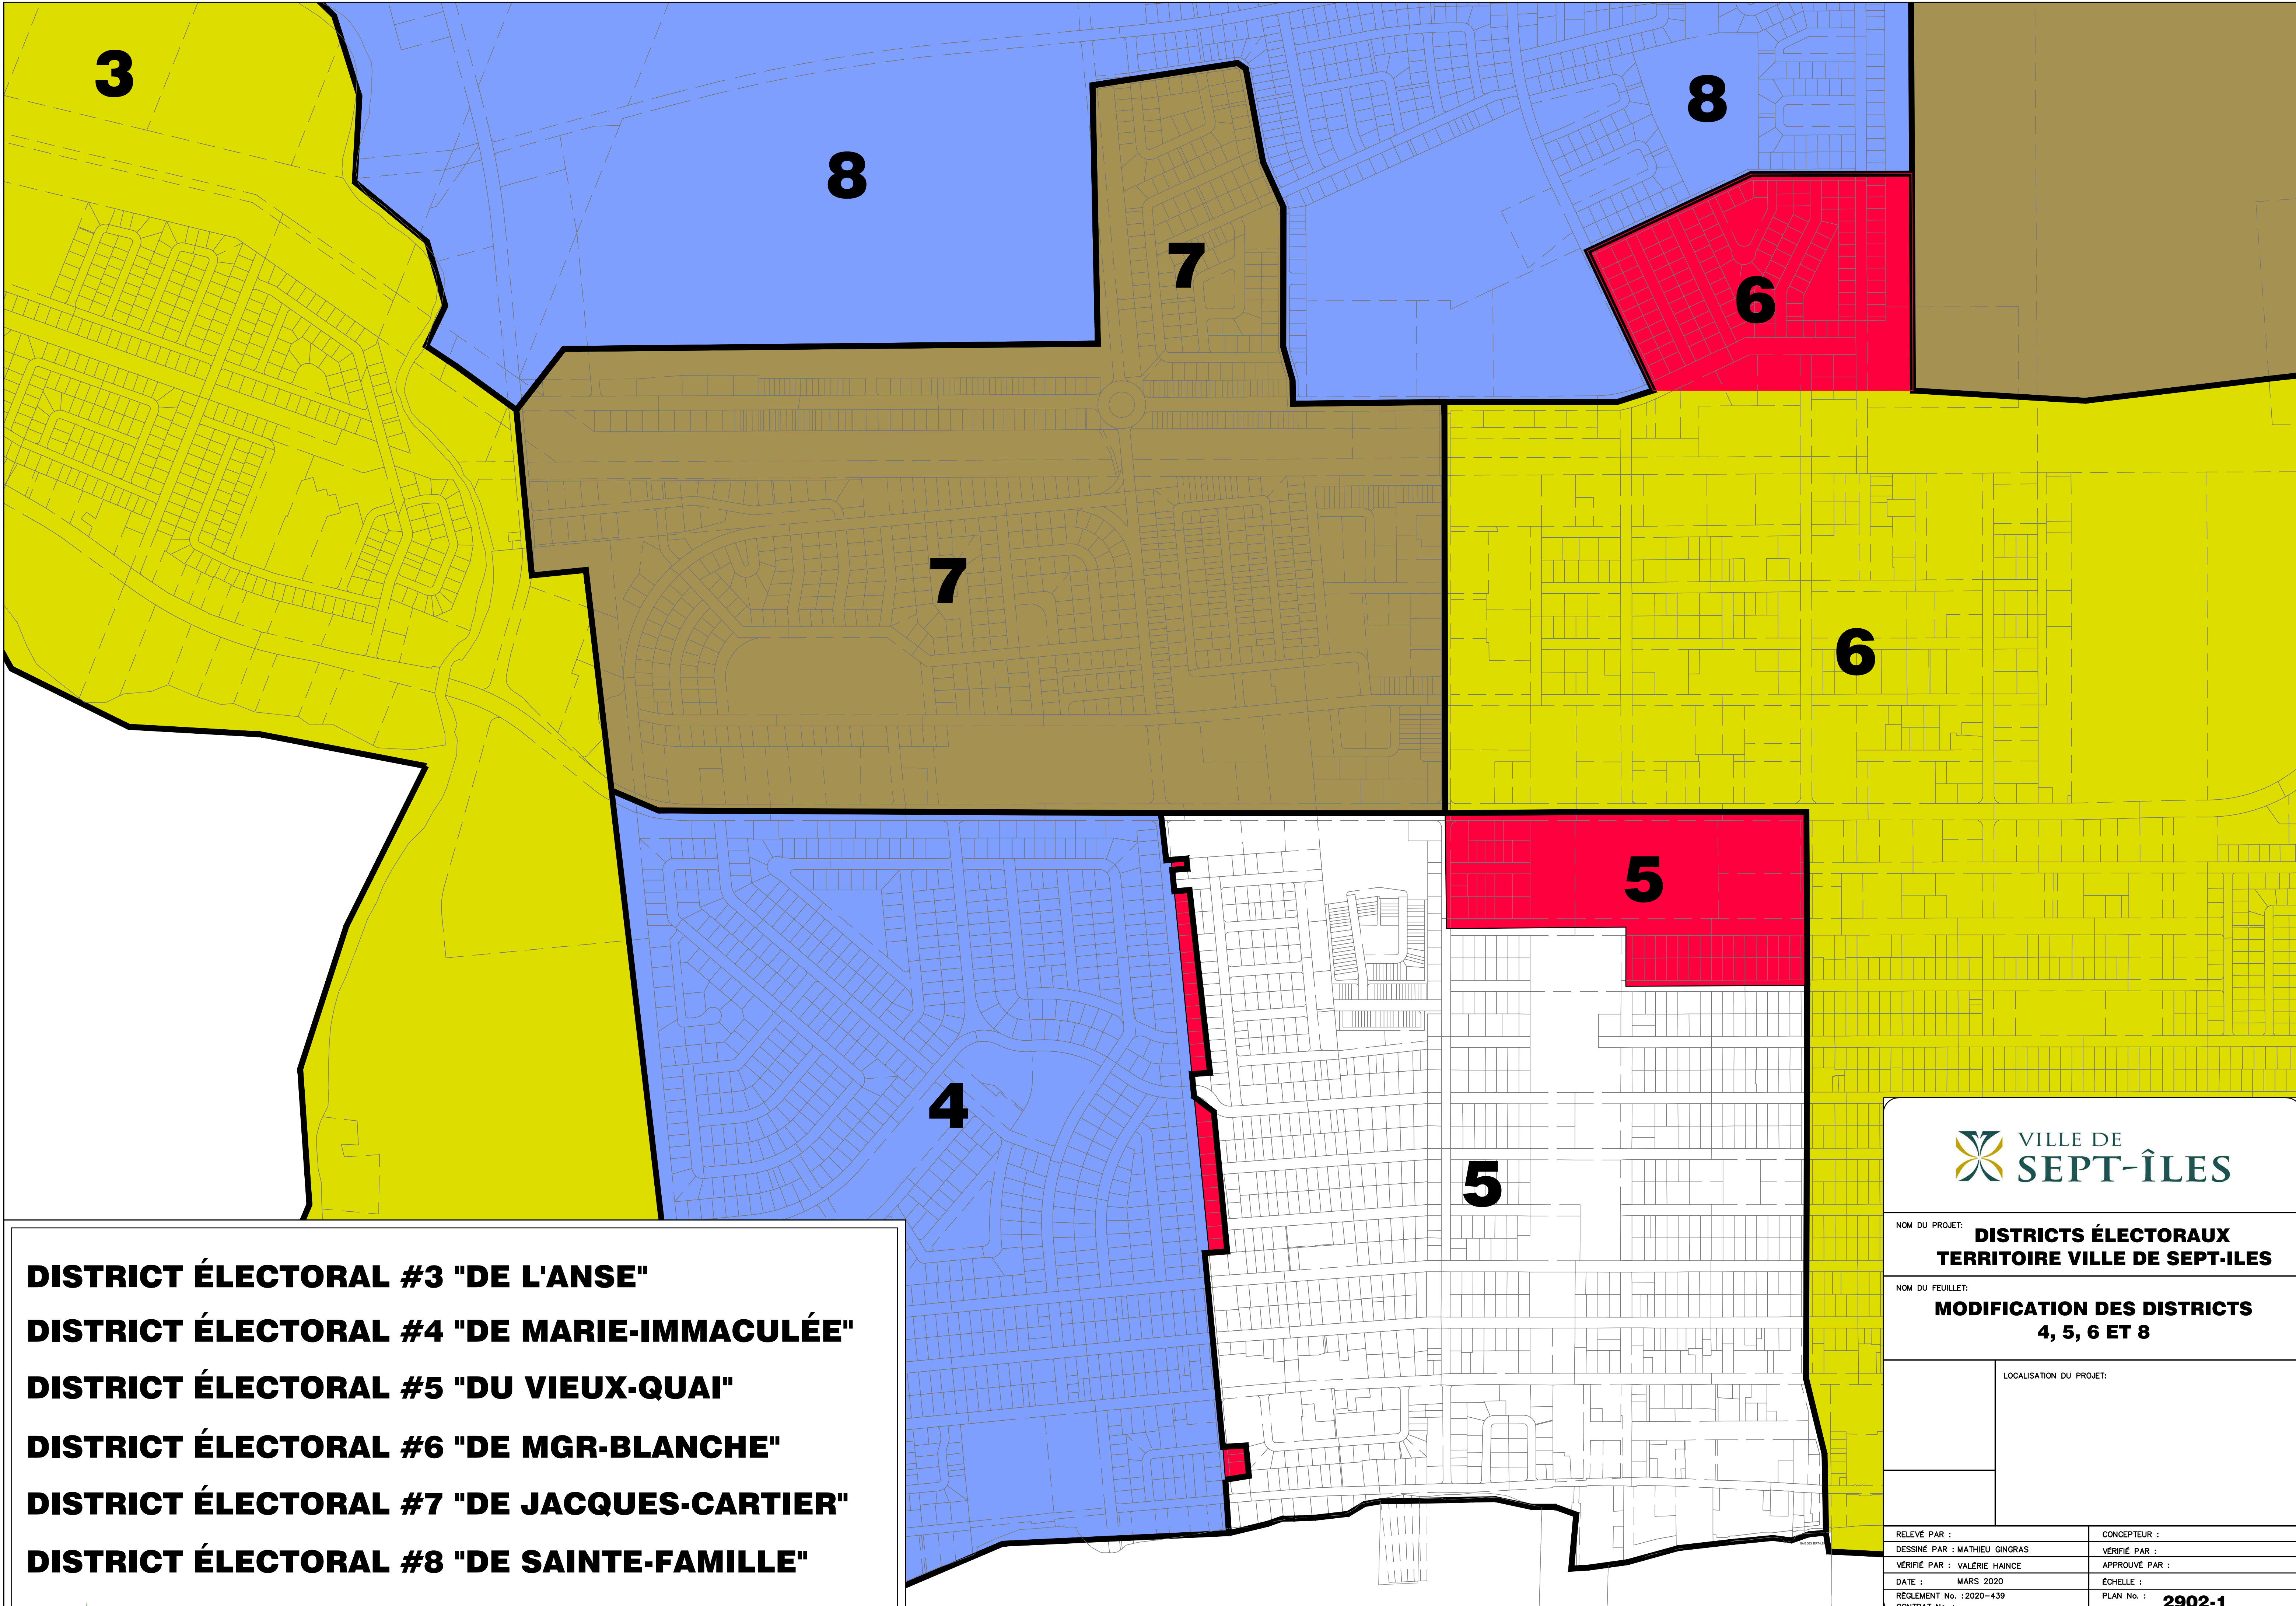 3
8
8
7
6
7
6
5
4
5
DISTRICT ÉLECTORAL #3 "DE L'ANSE"
DISTRICT ÉLECTORAL #4 "DE MARIE-IMMACULÉE"
DISTRICT ÉLECTORAL #5 "DU VIEUX-QUAI"
DISTRICT ÉLECTORAL #6 "DE MGR-BLANCHE"
DISTRICT ÉLECTORAL #7 "DE JACQUES-CARTIER"
DISTRICT ÉLECTORAL #8 "DE SAINTE-FAMILLE"
VILLE DE
SEPT-ÎLES
NOM DU PROJET: DISTRICTS ÉLECTORAUX
TERRITOIRE VILLE DE SEPT-ILES
NOM DU FEUILLET:
MODIFICATION DES DISTRICTS
4, 5, 6 ET 8
LOCALISATION DU PROJET:
RELEVÉ PAR :
CONCEPTEUR :
DESSINÉ PAR : MATHIEU GINGRAS
VÉRIFIÉ PAR :
VÉRIFIÉ PAR : VALÉRIE HAINCE
APPROUVÉ PAR :
DATE : MARS 2020
ÉCHELLE :
RÈGLEMENT No. : 2020-439
PLAN No. : 2902-1